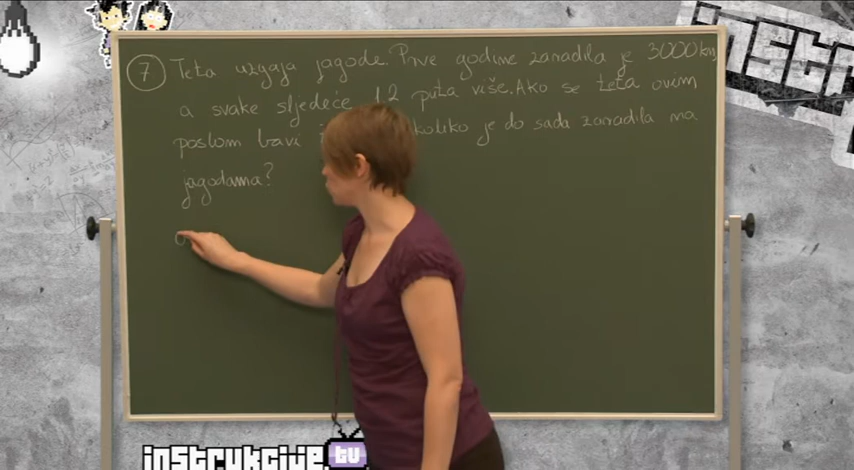 7 Teta uzgaja jagode. Prve godine zaradila je 3000 kn,
a svake sljedeće 1.2 puta više. Ako se teta ovim
poslom bavi koliko je do sada zaradila na
jagodama?
instrukcije tv